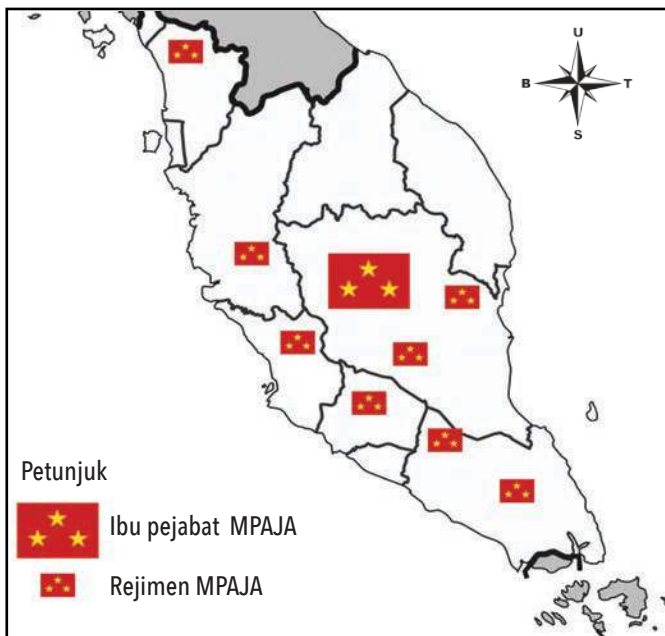 U
B T
S
Petunjuk
Ibu pejabat MPAJA
Rejimen MPAJA